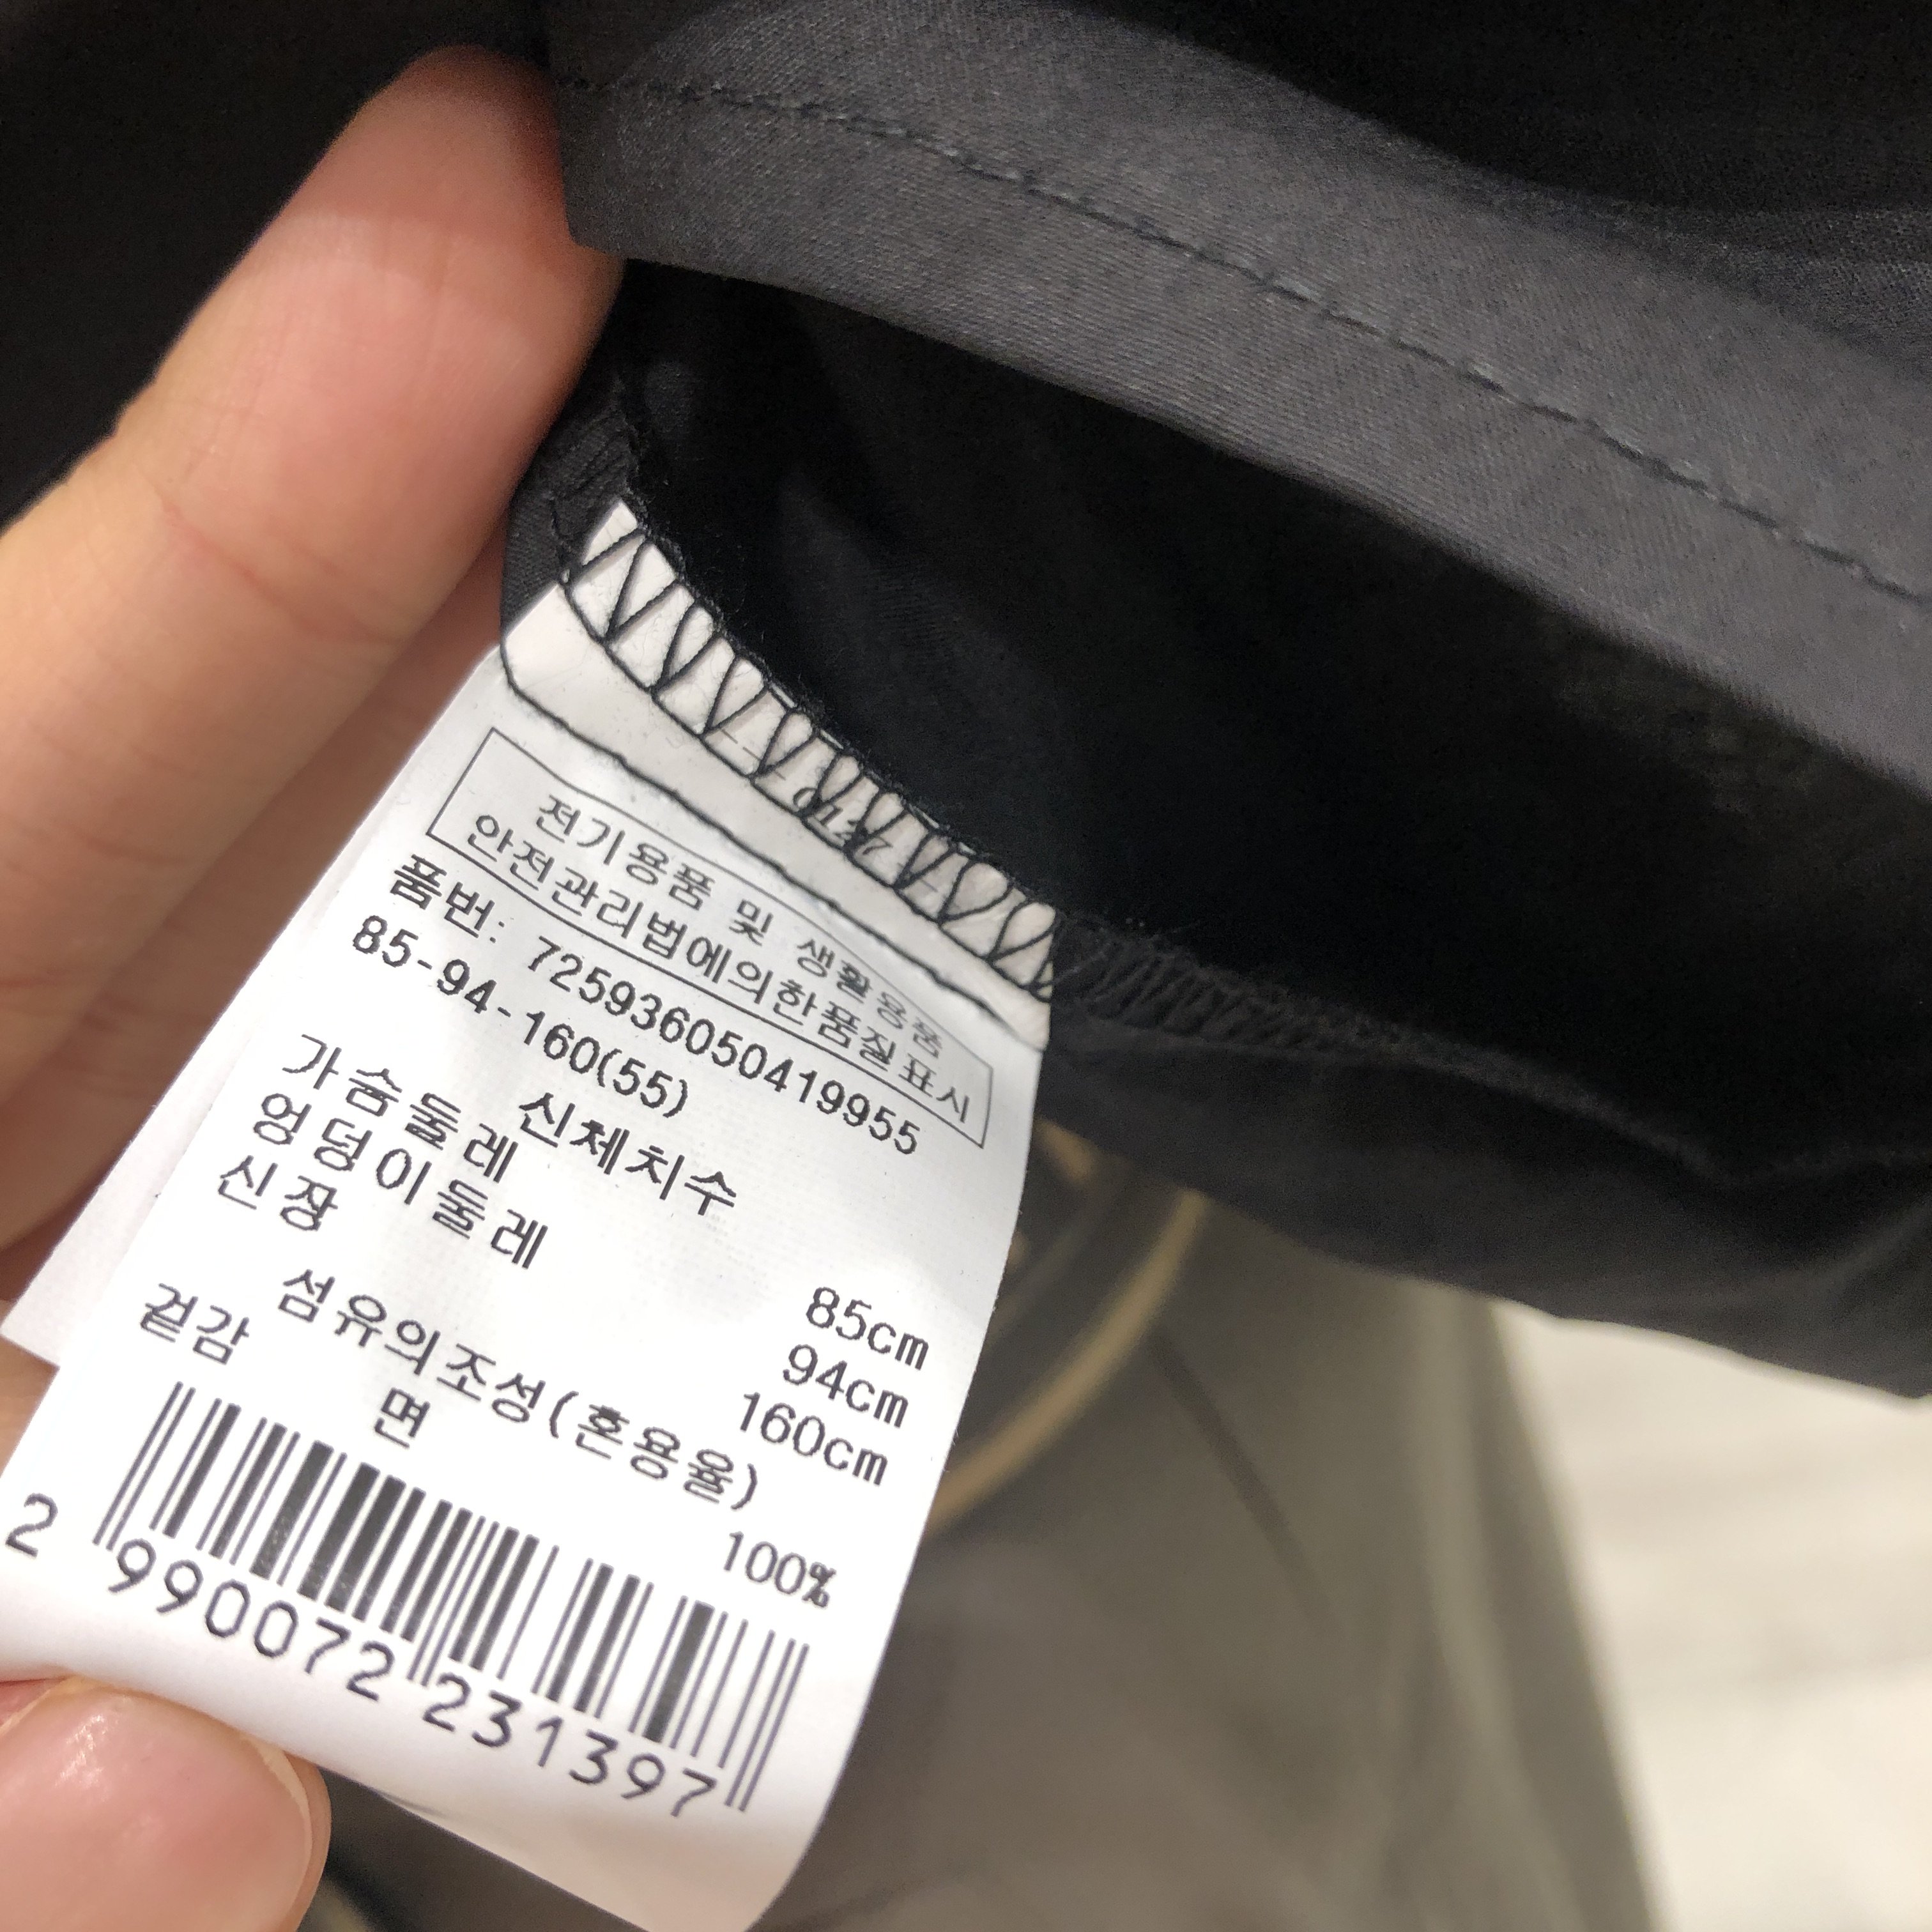 전기용품 및 생활용품
안전관리법에의한품질표시
품번: 725936050419955
85-94-160(55)
신체치수
가슴둘레 85cm
엉덩이둘레 94cm
신장 160cm
섬유의조성(혼용율)
겉감 면 100%
2 990072 231397